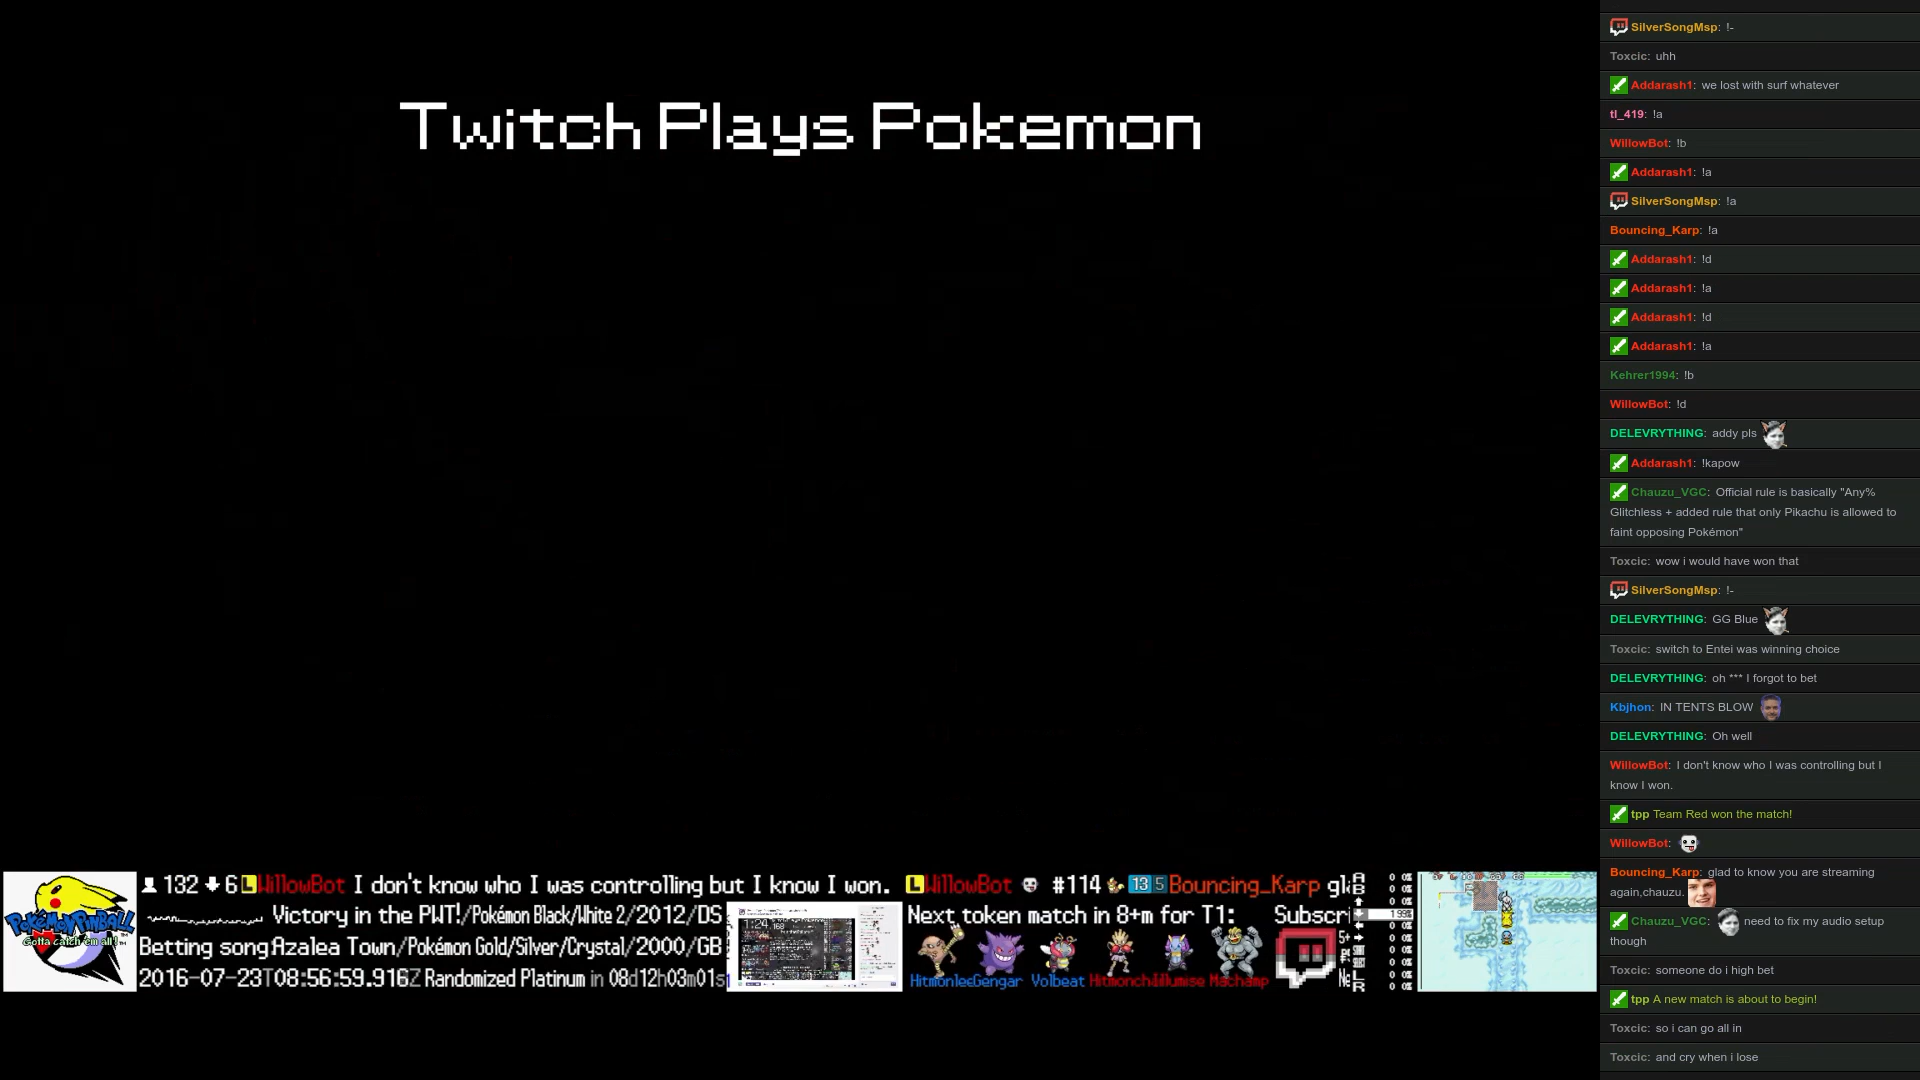 Twitch Plays Pokemon
SilverSongMsp: !-
Toxcic: uhh
Addarash1: we lost with surf whatever
tl_419: !a
WillowBot: !b
Addarash1: !a
SilverSongMsp: !a
Bouncing_Karp: !a
Addarash1: !d
Addarash1: !a
Addarash1: !d
Addarash1: !a
Kehrer1994: !b
WillowBot: !d
DELEVRYTHING: addy pls
Addarash1: !kapow
Chauzu_VGC: Official rule is basically "Any%
Glitchless + added rule that only Pikachu is allowed to
faint opposing Pokémon"
Toxcic: wow i would have won that
SilverSongMsp: !-
DELEVRYTHING: GG Blue
Toxcic: switch to Entei was winning choice
DELEVRYTHING: oh *** I forgot to bet
Kbjhon: IN TENTS BLOW
DELEVRYTHING: Oh well
WillowBot: I don't know who I was controlling but I
know I won.
tpp Team Red won the match!
WillowBot:
Bouncing_Karp: glad to know you are streaming
again,chauzu.
Chauzu_VGC: need to fix my audio setup
though
Toxcic: someone do i high bet
tpp A new match is about to begin!
Toxcic: so i can go all in
Toxcic: and cry when i lose
Pokémon PINBALL
Gotta catch 'em all!
132 6 L WillowBot I don't know who I was controlling but I know I won. L WillowBot #114 13 5 Bouncing_Karp
Victory in the PWT!/Pokémon Black/White 2/2012/DS
Next token match in 8+m for T1: Subscri
Betting song Azalea Town/Pokémon Gold/Silver/Crystal/2000/GB
2016-07-23T08:56:59.916Z Randomized Platinum in 08d12h03m01s
Hitmonlee Gengar Volbeat Hitmonchan Illumise Machamp